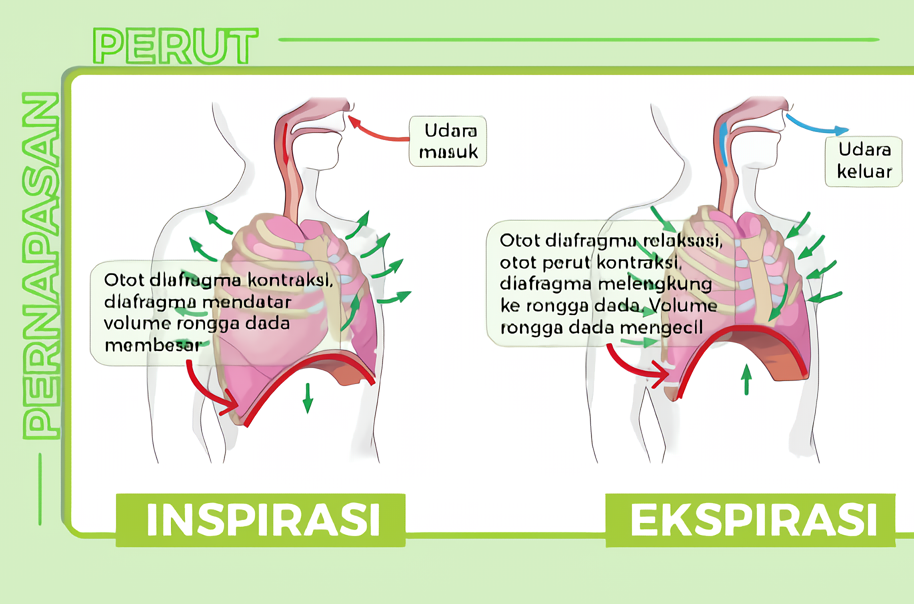 PERUT
PERNAPASAN
Udara
masuk
Otot diafragma kontraksi,
diafragma mendatar
volume rongga dada
membesar
INSPIRASI
Udara
keluar
Otot diafragma relaksasi,
otot perut kontraksi,
diafragma melengkung
ke rongga dada. Volume
rongga dada mengecil
EKSPIRASI